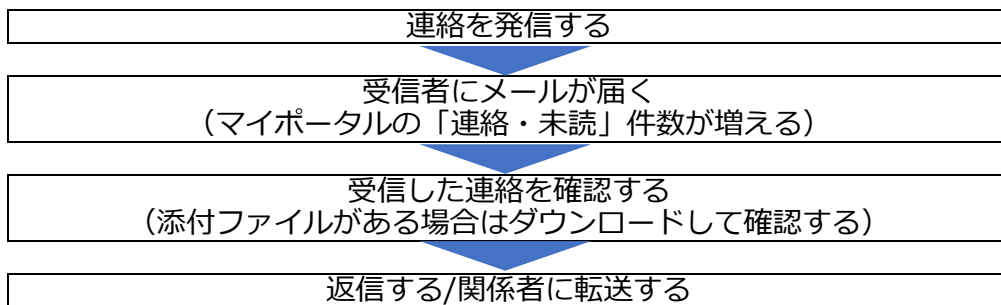 連絡を発信する
受信者にメールが届く
（マイポータルの「連絡・未読」件数が増える）
受信した連絡を確認する
（添付ファイルがある場合はダウンロードして確認する）
返信する/関係者に転送する